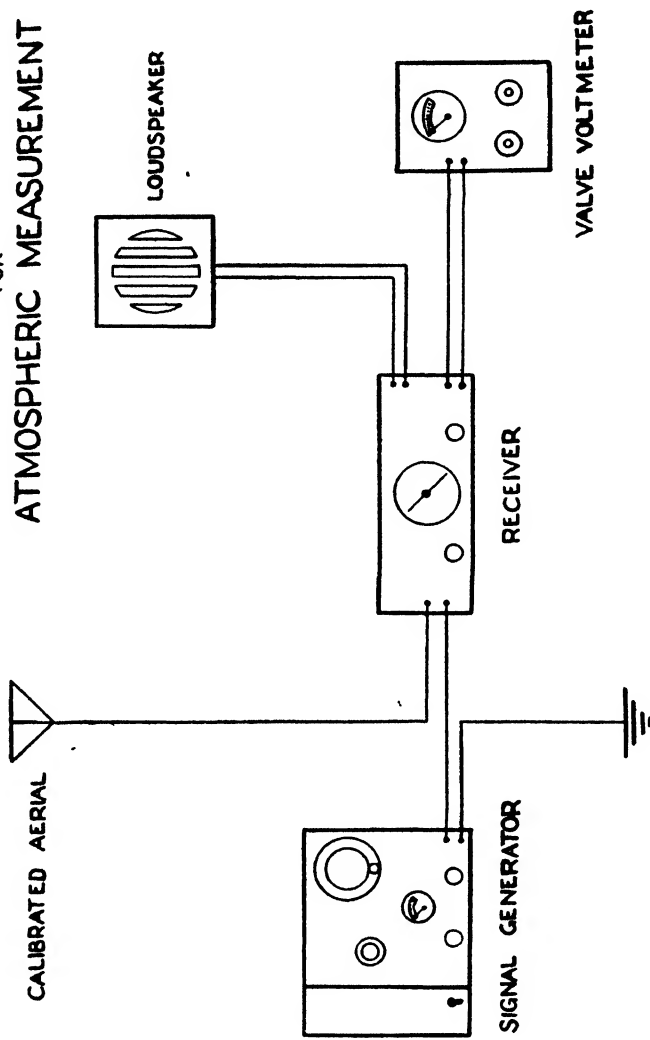 ATMOSPHERIC MEASUREMENT
LOUDSPEAKER
CALIBRATED AERIAL
VALVE VOLTMETER
RECEIVER
SIGNAL GENERATOR